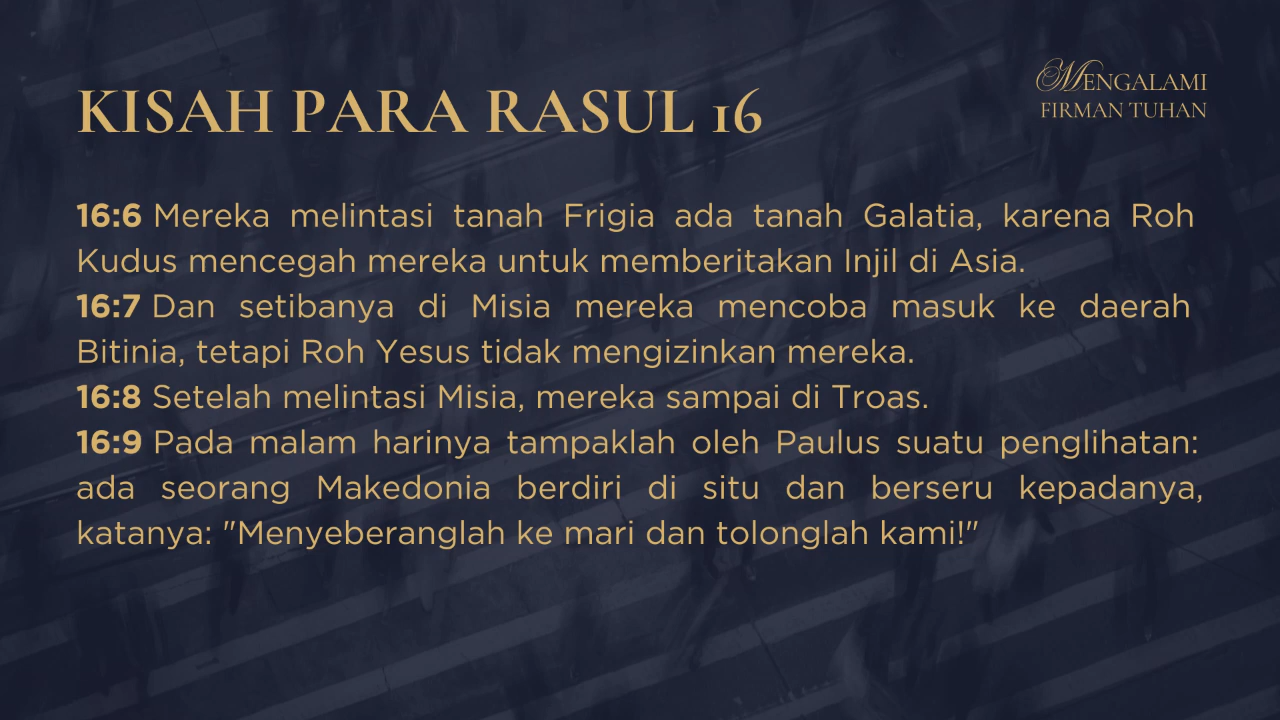 KISAH PARA RASUL 16
MENGALAMI
FIRMAN TUHAN
16:6 Mereka melintasi tanah Frigia ada tanah Galatia, karena Roh
Kudus mencegah mereka untuk memberitakan Injil di Asia.
16:7 Dan setibanya di Misia mereka mencoba masuk ke daerah
Bitinia, tetapi Roh Yesus tidak mengizinkan mereka.
16:8 Setelah melintasi Misia, mereka sampai di Troas.
16:9 Pada malam harinya tampaklah oleh Paulus suatu penglihatan:
ada seorang Makedonia berdiri di situ dan berseru kepadanya,
katanya: "Menyeberanglah ke mari dan tolonglah kami!"